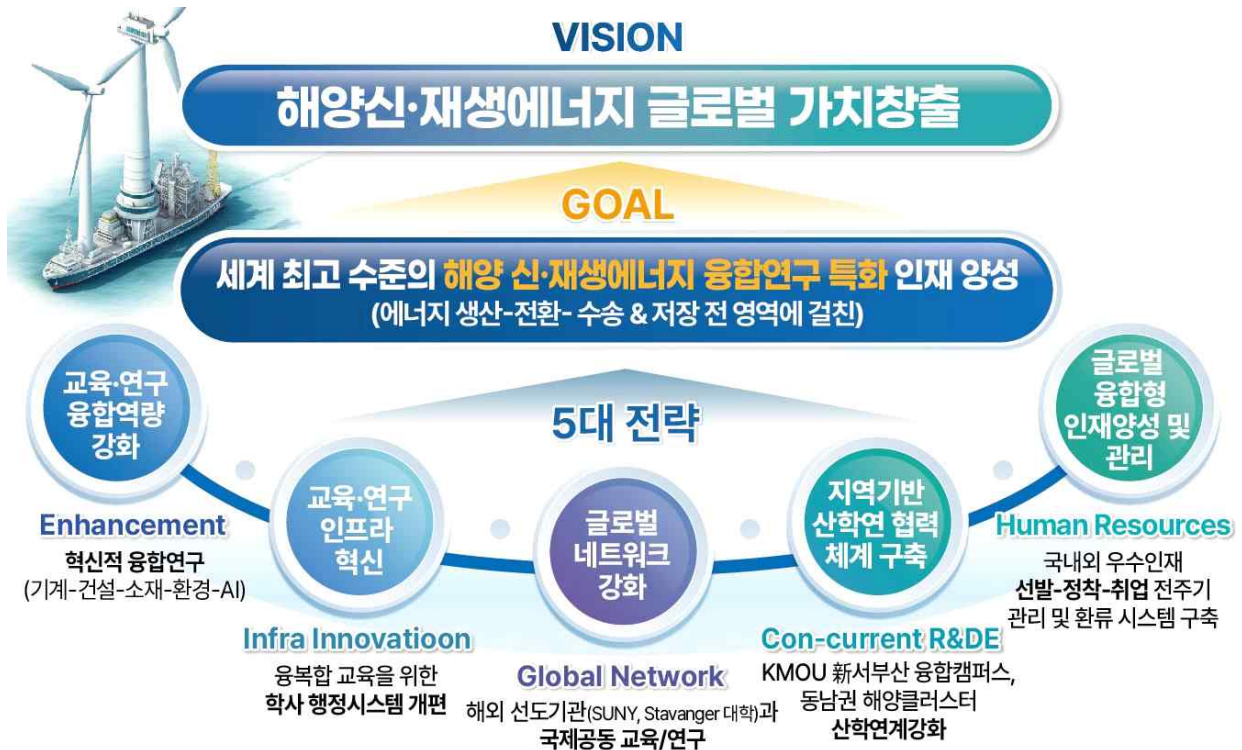 VISION
해양신·재생에너지 글로벌 가치창출
GOAL
세계 최고 수준의 해양 신·재생에너지 융합연구 특화 인재 양성
(에너지 생산-전환- 수송 & 저장 전 영역에 걸친)
5대 전략
교육·연구
융합역량
강화
Enhancement
혁신적 융합연구
(기계-건설-소재-환경-AI)
교육·연구
인프라
혁신
Infra Innovatioon
융복합 교육을 위한
학사 행정시스템 개편
글로벌
네트워크
강화
Global Network
해외 선도기관(SUNY, Stavanger 대학)과
국제공동 교육/연구
지역기반
산학연 협력
체계 구축
Con-current R&DE
KMOU 新서부산 융합캠퍼스,
동남권 해양클러스터
산학연계강화
글로벌
융합형
인재양성 및
관리
Human Resources
국내외 우수인재
선발-정착-취업 전주기
관리 및 환류 시스템 구축